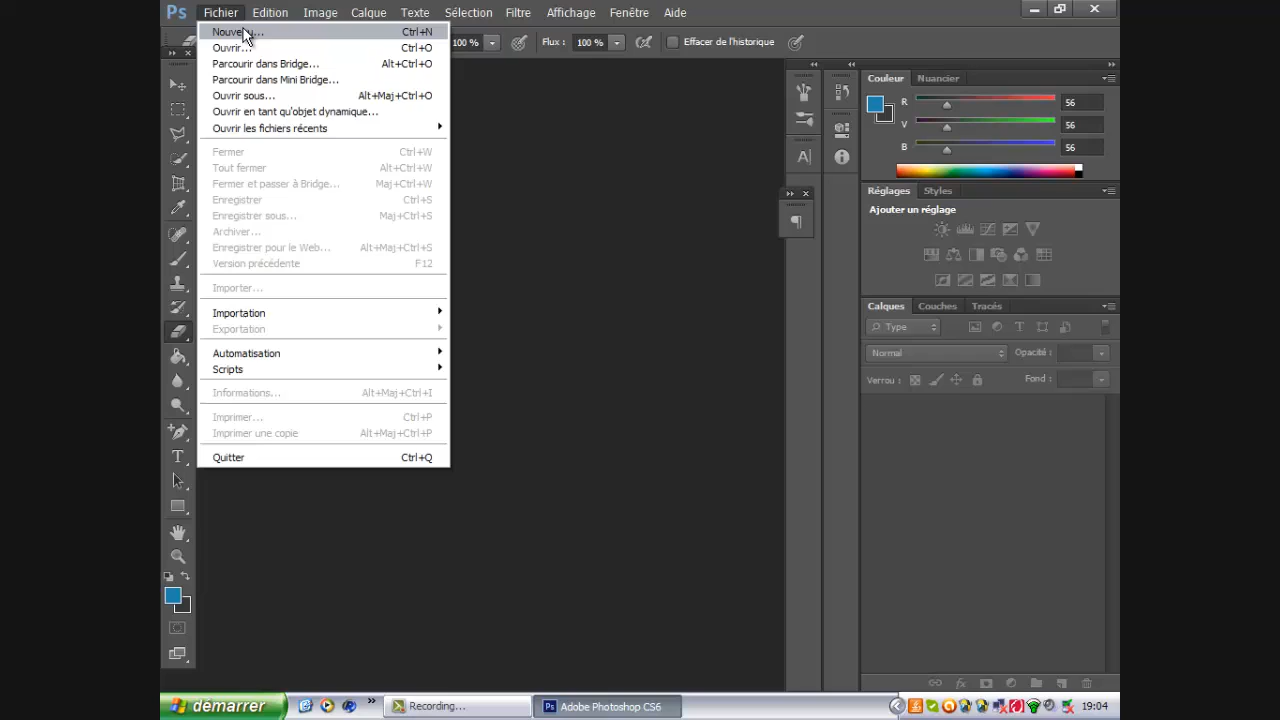 Ps Fichier Edition Image Calque Texte Sélection Filtre Affichage Fenêtre Aide
100 % Flux : 100 % Effacer de l'historique
Nouveau... Ctrl+N
Ouvrir... Ctrl+O
Parcourir dans Bridge... Alt+Ctrl+O
Parcourir dans Mini Bridge...
Ouvrir sous... Alt+Maj+Ctrl+O
Ouvrir en tant qu'objet dynamique...
Ouvrir les fichiers récents
Fermer Ctrl+W
Tout fermer Alt+Ctrl+W
Fermer et passer à Bridge... Maj+Ctrl+W
Enregistrer Ctrl+S
Enregistrer sous... Maj+Ctrl+S
Archiver...
Enregistrer pour le Web... Alt+Maj+Ctrl+S
Version précédente F12
Importer...
Importation
Exportation
Automatisation
Scripts
Informations... Alt+Maj+Ctrl+I
Imprimer... Ctrl+P
Imprimer une copie Alt+Maj+Ctrl+P
Quitter Ctrl+Q
Couleur Nuancier
R 56
V 56
B 56
Réglages Styles
Ajouter un réglage
Calques Couches Tracés
Type
Normal Opacité :
Verrou : Fond :
démarrer Recording... Adobe Photoshop CS6 19:04